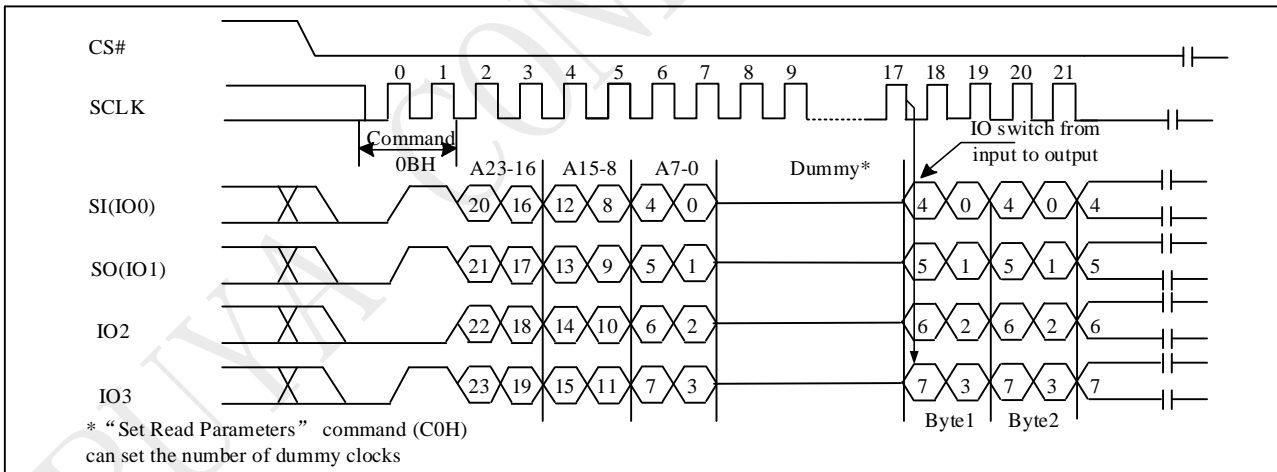 CS#
0 1 2 3 4 5 6 7 8 9 17 18 19 20 21
SCLK
Command
0BH
IO switch from
input to output
A23-16 A15-8 A7-0 Dummy*
SI(IO0) 20 16 12 8 4 0 4 0 4 0 4
SO(IO1) 21 17 13 9 5 1 5 1 5 1 5
IO2 22 18 14 10 6 2 6 2 6 2 6
IO3 23 19 15 11 7 3 7 3 7 3 7
Byte1 Byte2
* “Set Read Parameters” command (C0H)
can set the number of dummy clocks
PUYA CON